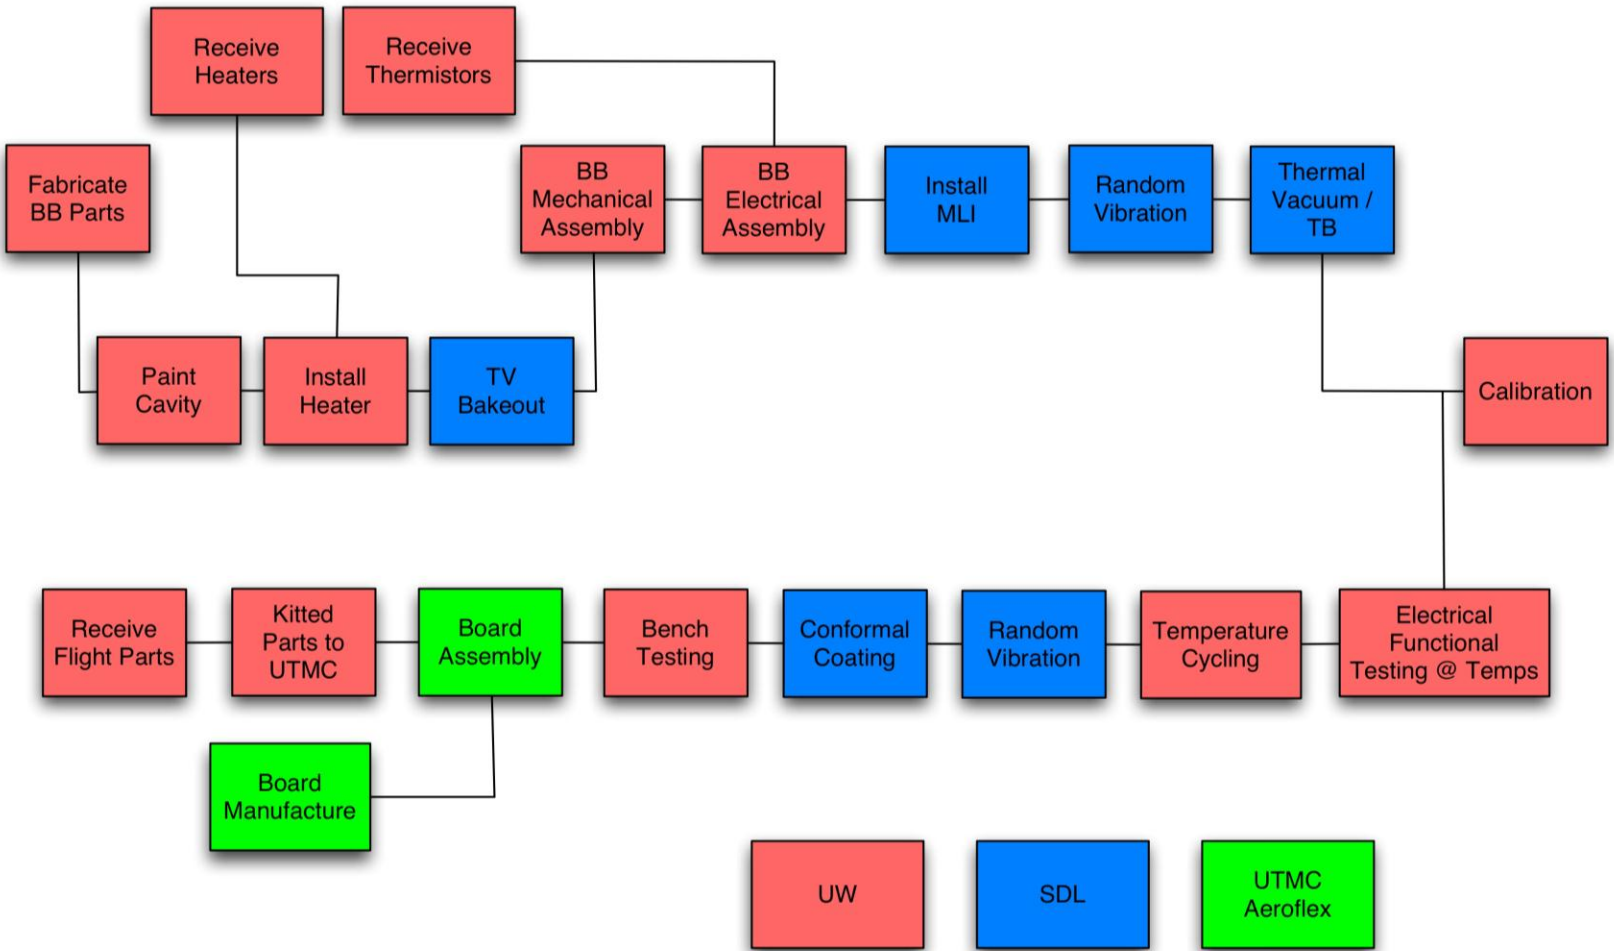 Receive
Heaters
Receive
Thermistors
Fabricate
BB Parts
BB
Mechanical
Assembly
BB
Electrical
Assembly
Install
MLI
Random
Vibration
Thermal
Vacuum /
TB
Paint
Cavity
Install
Heater
TV
Bakeout
Calibration
Receive
Flight Parts
Kitted
Parts to
UTMC
Board
Assembly
Bench
Testing
Conformal
Coating
Random
Vibration
Temperature
Cycling
Electrical
Functional
Testing @ Temps
Board
Manufacture
UW
SDL
UTMC
Aeroflex